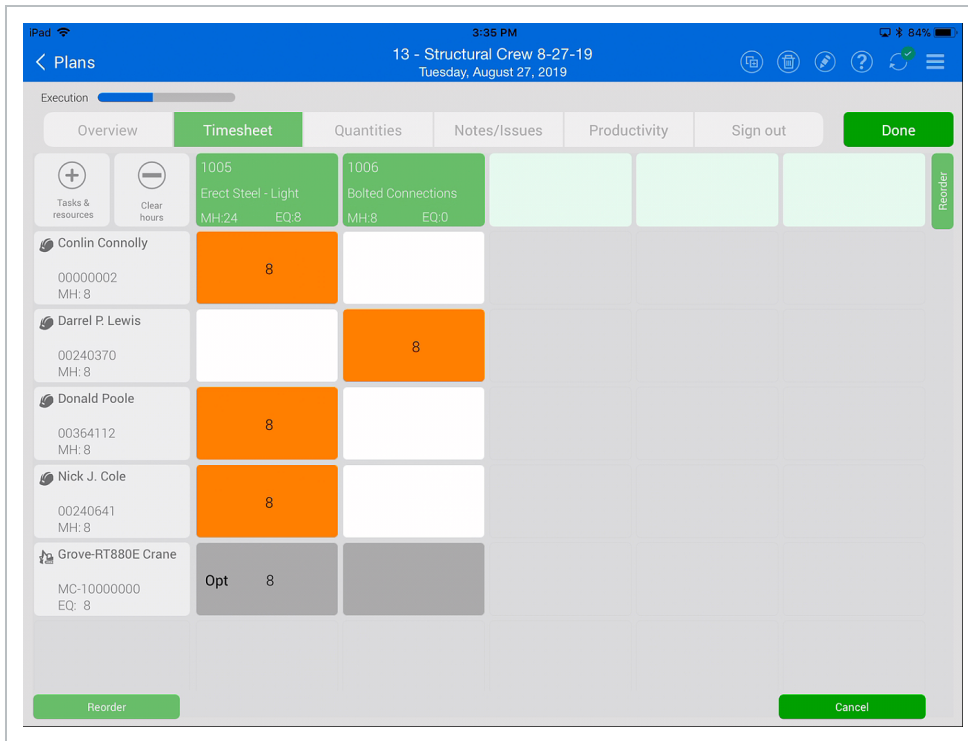 iPad
3:35 PM
84%
Plans
13 - Structural Crew 8-27-19
Tuesday, August 27, 2019
Execution
Overview
Timesheet
Quantities
Notes/Issues
Productivity
Sign out
Done
Tasks &
resources
Clear
hours
1005
Erect Steel - Light
MH:24 EQ:8
1006
Bolted Connections
MH:8 EQ:0
Reorder
Conlin Connolly
00000002
MH: 8
8
Darrel P. Lewis
00240370
MH: 8
8
Donald Poole
00364112
MH: 8
8
Nick J. Cole
00240641
MH: 8
8
Grove-RT880E Crane
MC-10000000
EQ: 8
Opt 8
Reorder
Cancel